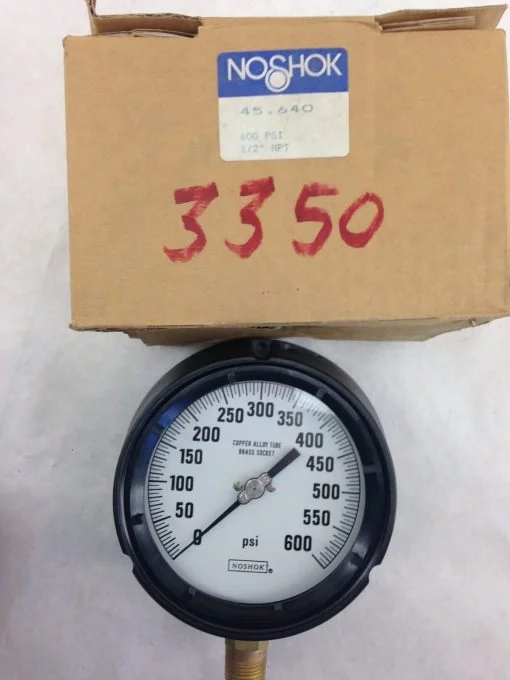 NOSHOK
45.640
600 PSI
1/2" NPT
3350
300
250
350
200
400
COPPER ALLOY TUBE
BRASS SOCKET
150
450
100
500
50
550
0
psi
600
NOSHOK®